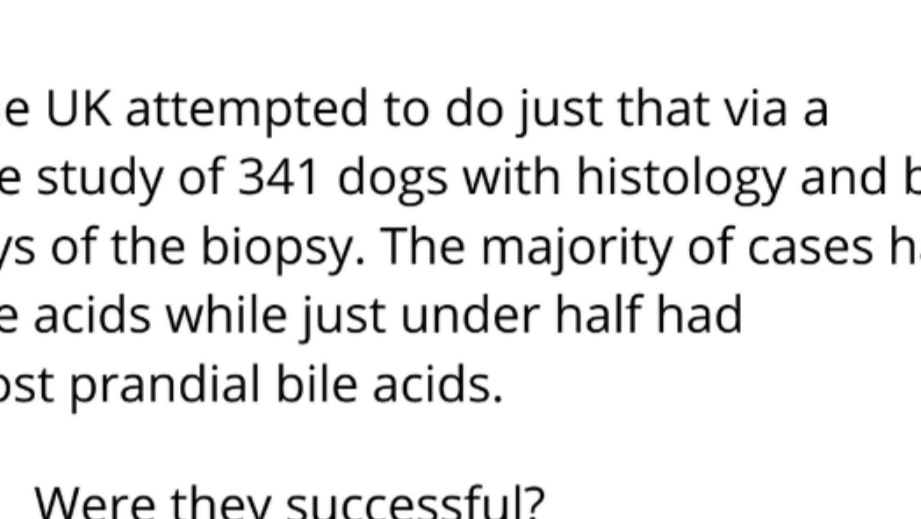 e UK attempted to do just that via a
e study of 341 dogs with histology and b
ys of the biopsy. The majority of cases ha
e acids while just under half had
ost prandial bile acids.
Were they successful?